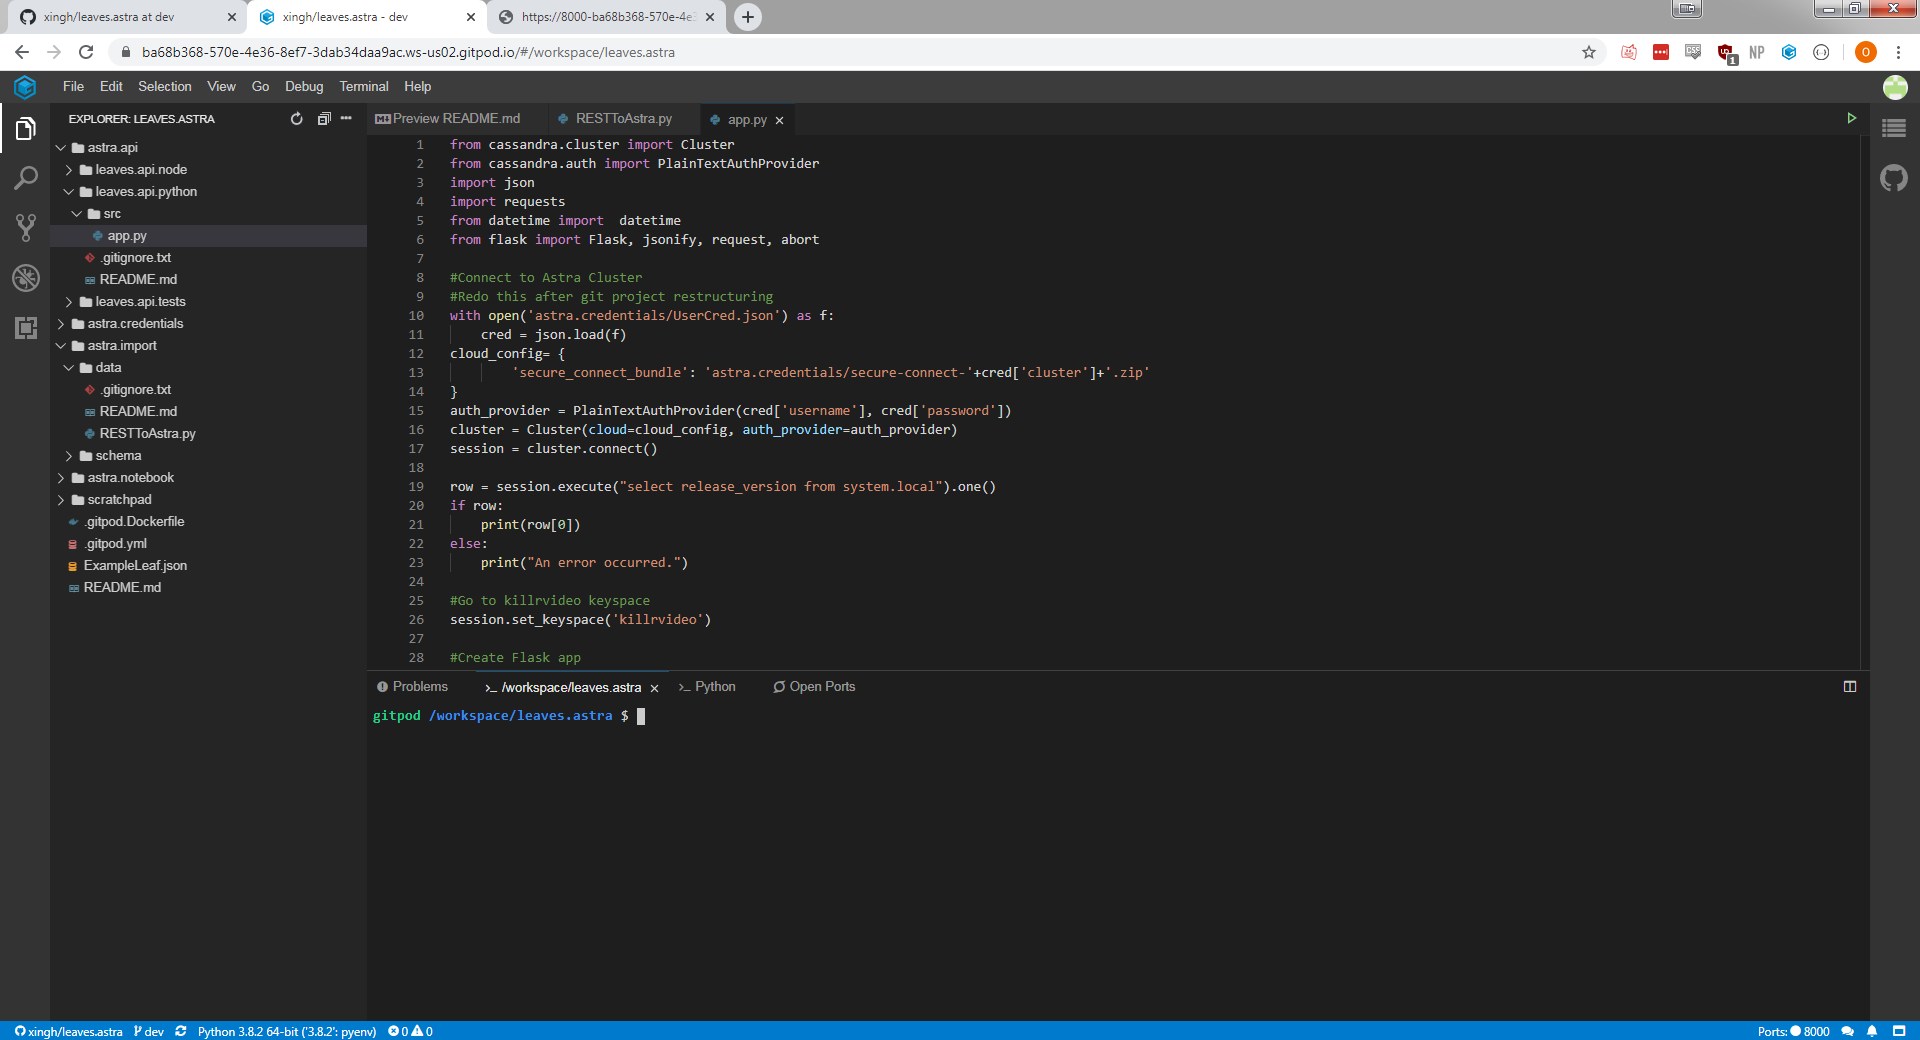 xingh/leaves.astra at dev
xingh/leaves.astra - dev
https://8000-ba68b368-570e-4e3
ba68b368-570e-4e36-8ef7-3dab34daa9ac.ws-us02.gitpod.io/#/workspace/leaves.astra
1
NP
O
File Edit Selection View Go Debug Terminal Help
EXPLORER: LEAVES.ASTRA
astra.api
leaves.api.node
leaves.api.python
src
app.py
.gitignore.txt
README.md
leaves.api.tests
astra.credentials
astra.import
data
.gitignore.txt
README.md
RESTToAstra.py
schema
astra.notebook
scratchpad
.gitpod.Dockerfile
.gitpod.yml
ExampleLeaf.json
README.md
Preview README.md RESTToAstra.py app.py
1 from cassandra.cluster import Cluster
2 from cassandra.auth import PlainTextAuthProvider
3 import json
4 import requests
5 from datetime import  datetime
6 from flask import Flask, jsonify, request, abort
7
8 #Connect to Astra Cluster
9 #Redo this after git project restructuring
10 with open('astra.credentials/UserCred.json') as f:
11     cred = json.load(f)
12 cloud_config= {
13         'secure_connect_bundle': 'astra.credentials/secure-connect-'+cred['cluster']+'.zip'
14 }
15 auth_provider = PlainTextAuthProvider(cred['username'], cred['password'])
16 cluster = Cluster(cloud=cloud_config, auth_provider=auth_provider)
17 session = cluster.connect()
18
19 row = session.execute("select release_version from system.local").one()
20 if row:
21     print(row[0])
22 else:
23     print("An error occurred.")
24
25 #Go to killrvideo keyspace
26 session.set_keyspace('killrvideo')
27
28 #Create Flask app
Problems >_ /workspace/leaves.astra >_ Python Open Ports
gitpod /workspace/leaves.astra $
xingh/leaves.astra dev Python 3.8.2 64-bit ('3.8.2': pyenv) 0 0 Ports: 8000